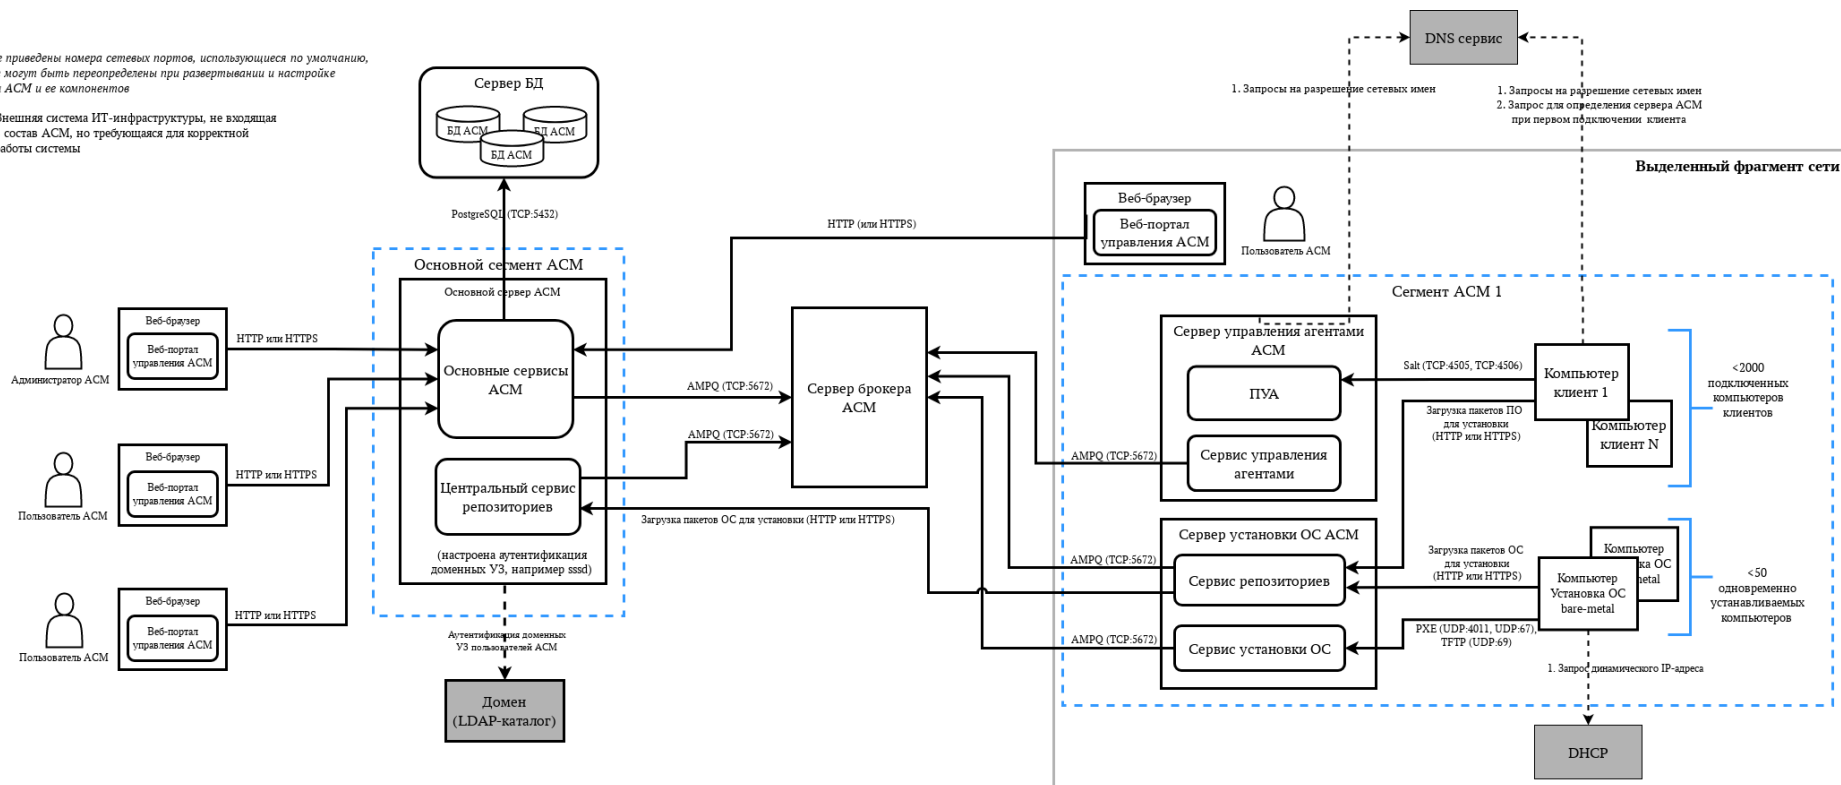 приведены номера сетевых портов, использующиеся по умолчанию,
могут быть переопределены при развертывании и настройке
АСМ и ее компонентов
Внешняя система ИТ-инфраструктуры, не входящая
состав АСМ, но требующаяся для корректной
работы системы
Сервер БД
БД АСМ
БД АСМ
БД АСМ
PostgreSQL (TCP:5432)
Основной сегмент АСМ
Основной сервер АСМ
Основные сервисы
АСМ
Центральный сервис
репозиториев
(настроена аутентификация
доменных УЗ, например sssd)
Аутентификация доменных
УЗ пользователей АСМ
Домен
(LDAP-каталог)
Администратор АСМ
Веб-браузер
Веб-портал
управления АСМ
HTTP или HTTPS
Пользователь АСМ
Веб-браузер
Веб-портал
управления АСМ
HTTP или HTTPS
Пользователь АСМ
Веб-браузер
Веб-портал
управления АСМ
HTTP или HTTPS
HTTP (или HTTPS)
AMPQ (TCP:5672)
AMPQ (TCP:5672)
Сервер брокера
АСМ
Загрузка пакетов ОС для установки (HTTP или HTTPS)
DNS сервис
1. Запросы на разрешение сетевых имен
1. Запросы на разрешение сетевых имен
2. Запрос для определения сервера АСМ
при первом подключении клиента
Выделенный фрагмент сети
Веб-браузер
Веб-портал
управления АСМ
Пользователь АСМ
Сегмент АСМ 1
Сервер управления агентами
АСМ
ПУА
Сервис управления
агентами
AMPQ (TCP:5672)
Salt (TCP:4505, TCP:4506)
Загрузка пакетов ПО
для установки
(HTTP или HTTPS)
Компьютер
клиент 1
Компьютер
клиент N
<2000
подключенных
компьютеров
клиентов
Сервер установки ОС АСМ
Сервис репозиториев
Сервис установки ОС
AMPQ (TCP:5672)
AMPQ (TCP:5672)
Загрузка пакетов ОС
для установки
(HTTP или HTTPS)
PXE (UDP:4011, UDP:67),
TFTP (UDP:69)
Компьютер
ОС
Компьютер
Установка ОС
bare-metal
<50
одновременно
устанавливаемых
компьютеров
1. Запрос динамического IP-адреса
DHCP